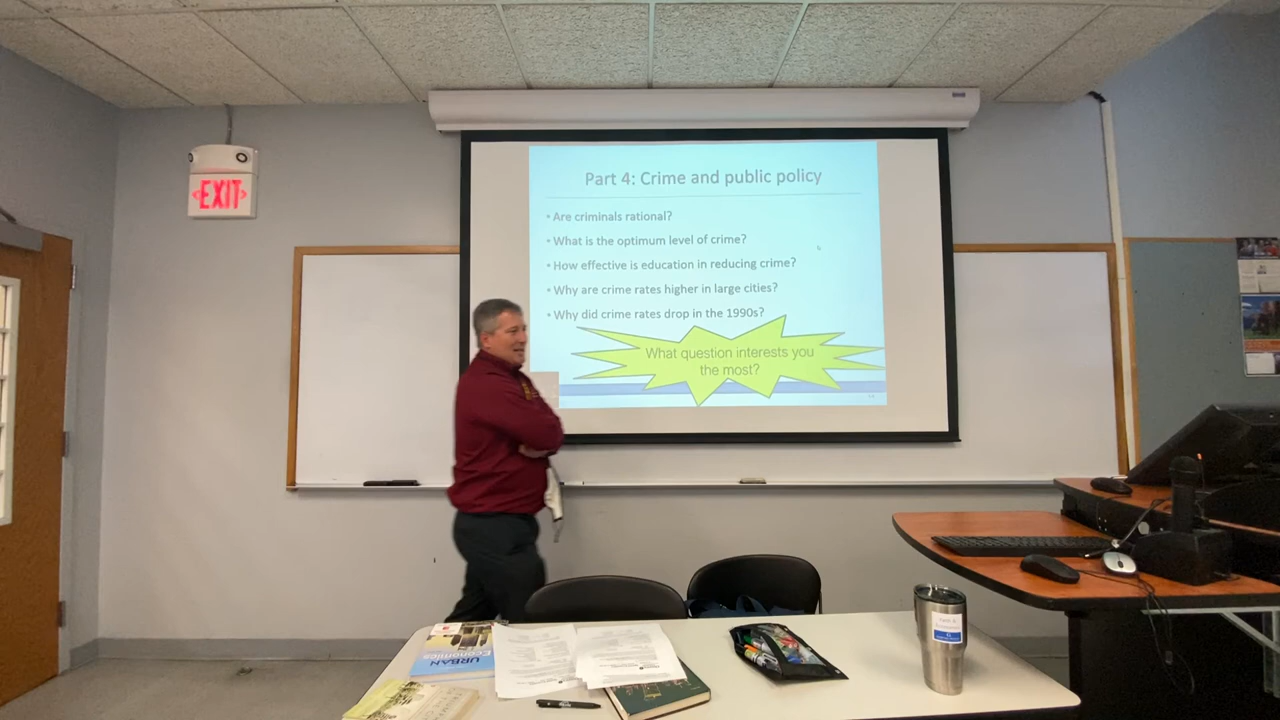 EXIT
Part 4: Crime and public policy
• Are criminals rational?
• What is the optimum level of crime?
• How effective is education in reducing crime?
• Why are crime rates higher in large cities?
• Why did crime rates drop in the 1990s?
What question interests you
the most?
URBAN
Economics